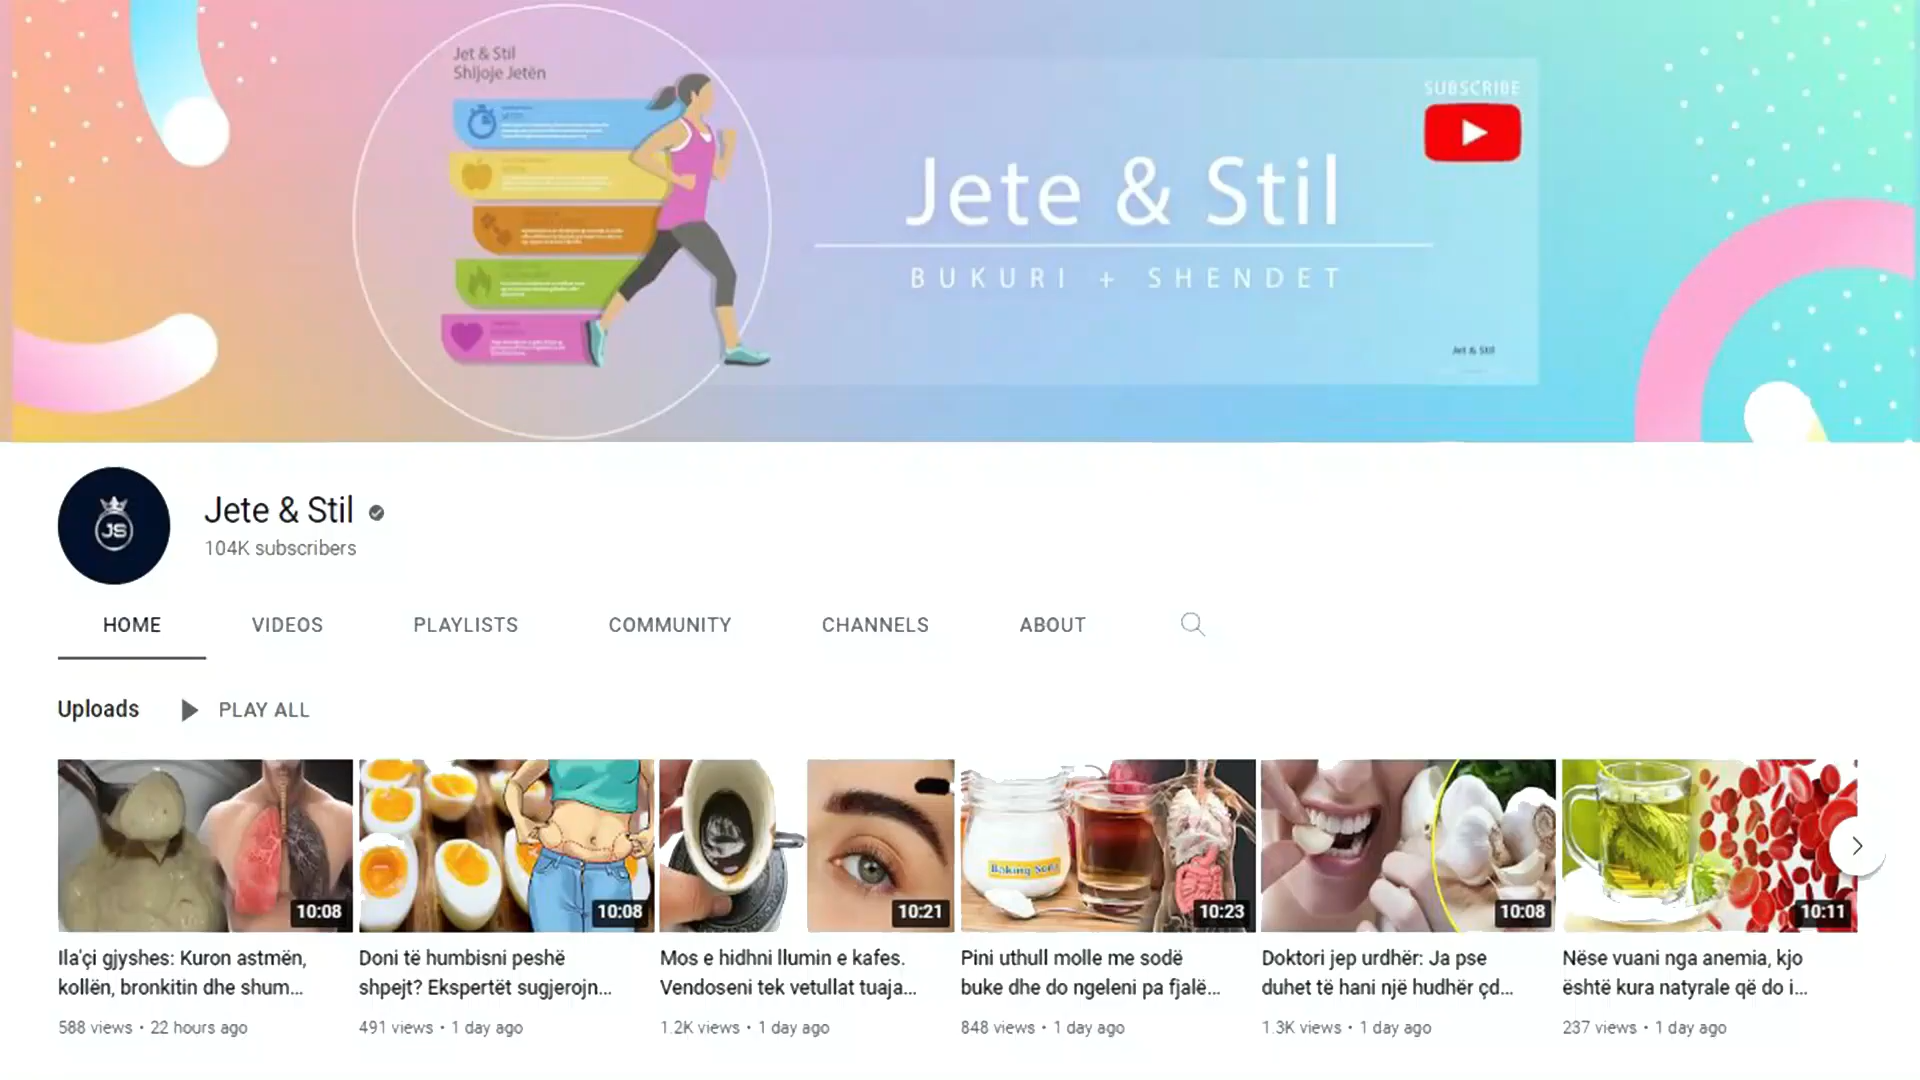 Jet & Stil
Shijoje Jetën
SUBSCRIBE
Jete & Stil
BUKURI + SHENDET
Jet & Stil
JS
Jete & Stil
104K subscribers
HOME VIDEOS PLAYLISTS COMMUNITY CHANNELS ABOUT
Uploads PLAY ALL
Baking Soda
10:08 10:08 10:21 10:23 10:08 10:11
Ila'çi gjyshes: Kuron astmën,
kollën, bronkitin dhe shum...
588 views • 22 hours ago
Doni të humbisni peshë
shpejt? Ekspertët sugjerojn...
491 views • 1 day ago
Mos e hidhni llumin e kafes.
Vendoseni tek vetullat tuaja...
1.2K views • 1 day ago
Pini uthull molle me sodë
buke dhe do ngeleni pa fjalë...
848 views • 1 day ago
Doktori jep urdhër: Ja pse
duhet të hani një hudhër çd...
1.3K views • 1 day ago
Nëse vuani nga anemia, kjo
është kura natyrale që do i...
237 views • 1 day ago